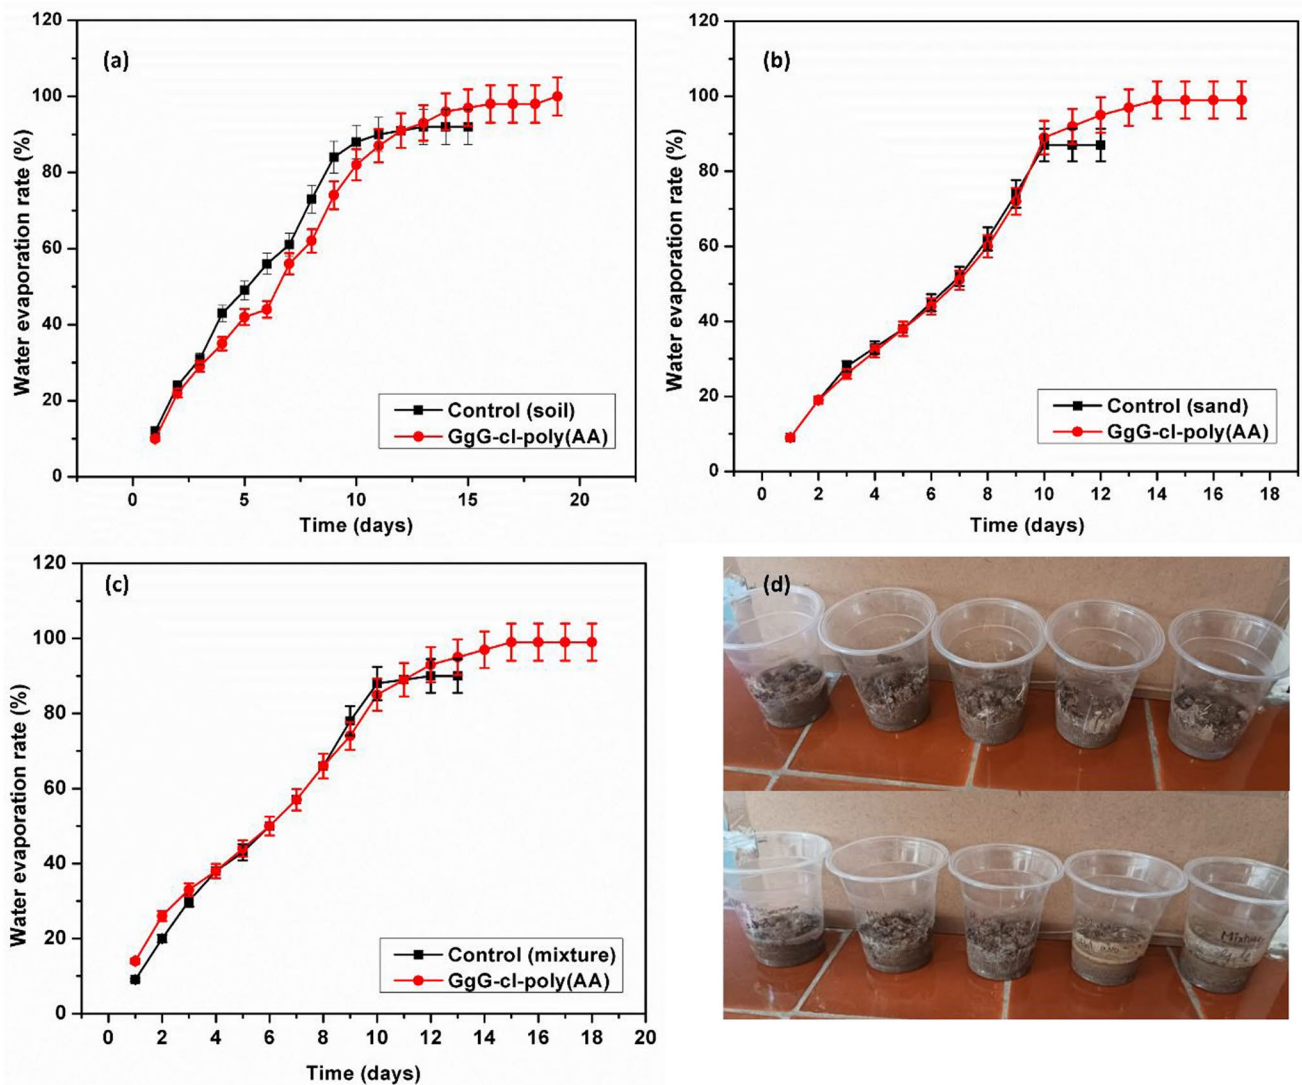 (a)
120
100
80
60
40
20
0
Water evaporation rate (%)
Control (soil)
GgG-cl-poly(AA)
0 5 10 15 20
Time (days)
(b)
120
100
80
60
40
20
0
Water evaporation rate (%)
Control (sand)
GgG-cl-poly(AA)
0 2 4 6 8 10 12 14 16 18
Time (days)
(c)
120
100
80
60
40
20
0
Water evaporation rate (%)
Control (mixture)
GgG-cl-poly(AA)
0 2 4 6 8 10 12 14 16 18 20
Time (days)
(d)
Mixture